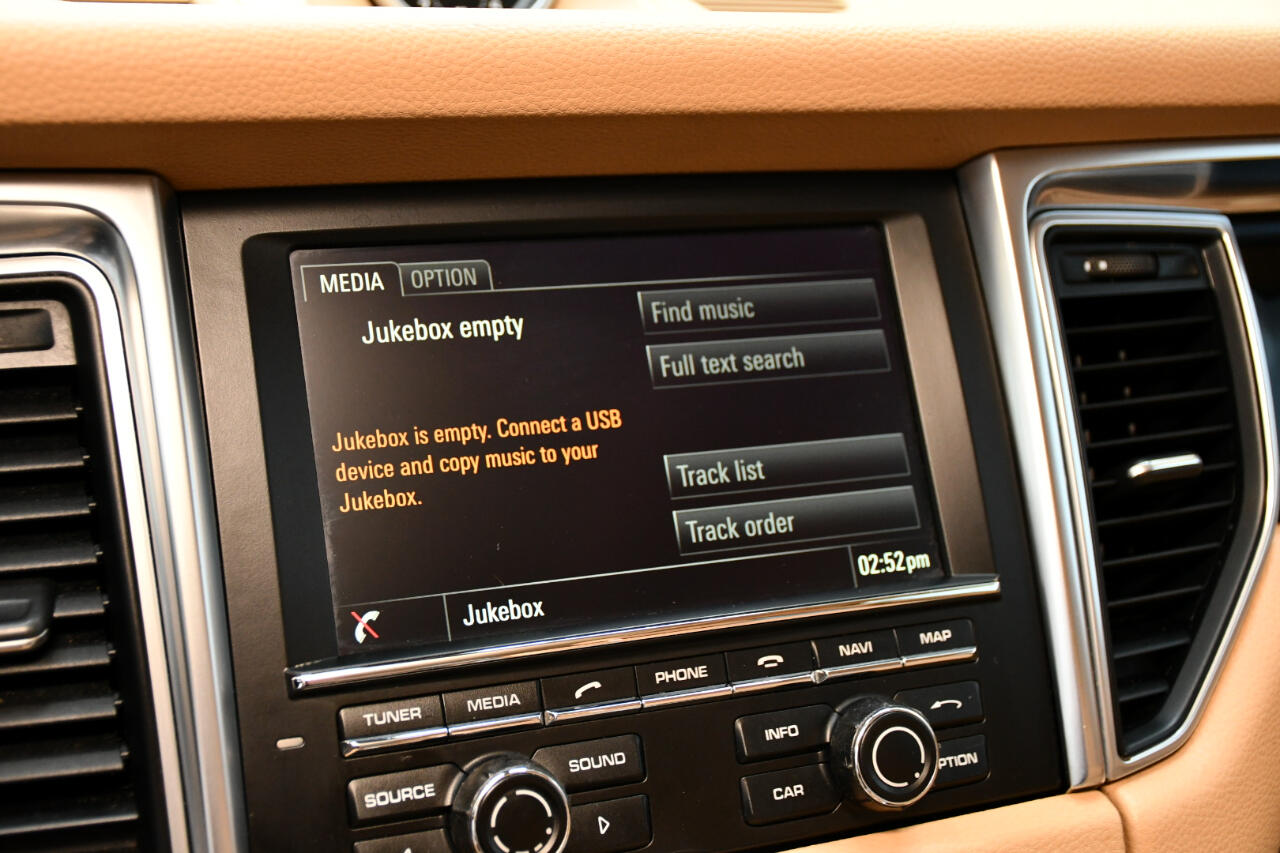 MEDIA OPTION
Jukebox empty
Find music
Full text search
Jukebox is empty. Connect a USB
device and copy music to your
Jukebox.
Track list
Track order
Jukebox
02:52pm
TUNER MEDIA PHONE NAVI MAP
SOURCE SOUND INFO
CAR PTION